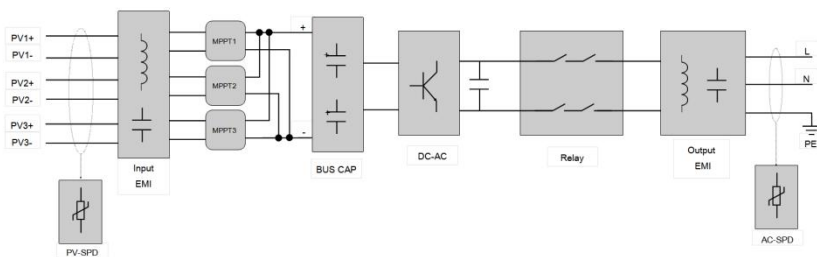 PV1+
PV1-
PV2+
PV2-
PV3+
PV3-
Input
EMI
PV-SPD
MPPT1
MPPT2
MPPT3
+
-
+
+
BUS CAP
DC-AC
Relay
Output
EMI
L
N
PE
AC-SPD